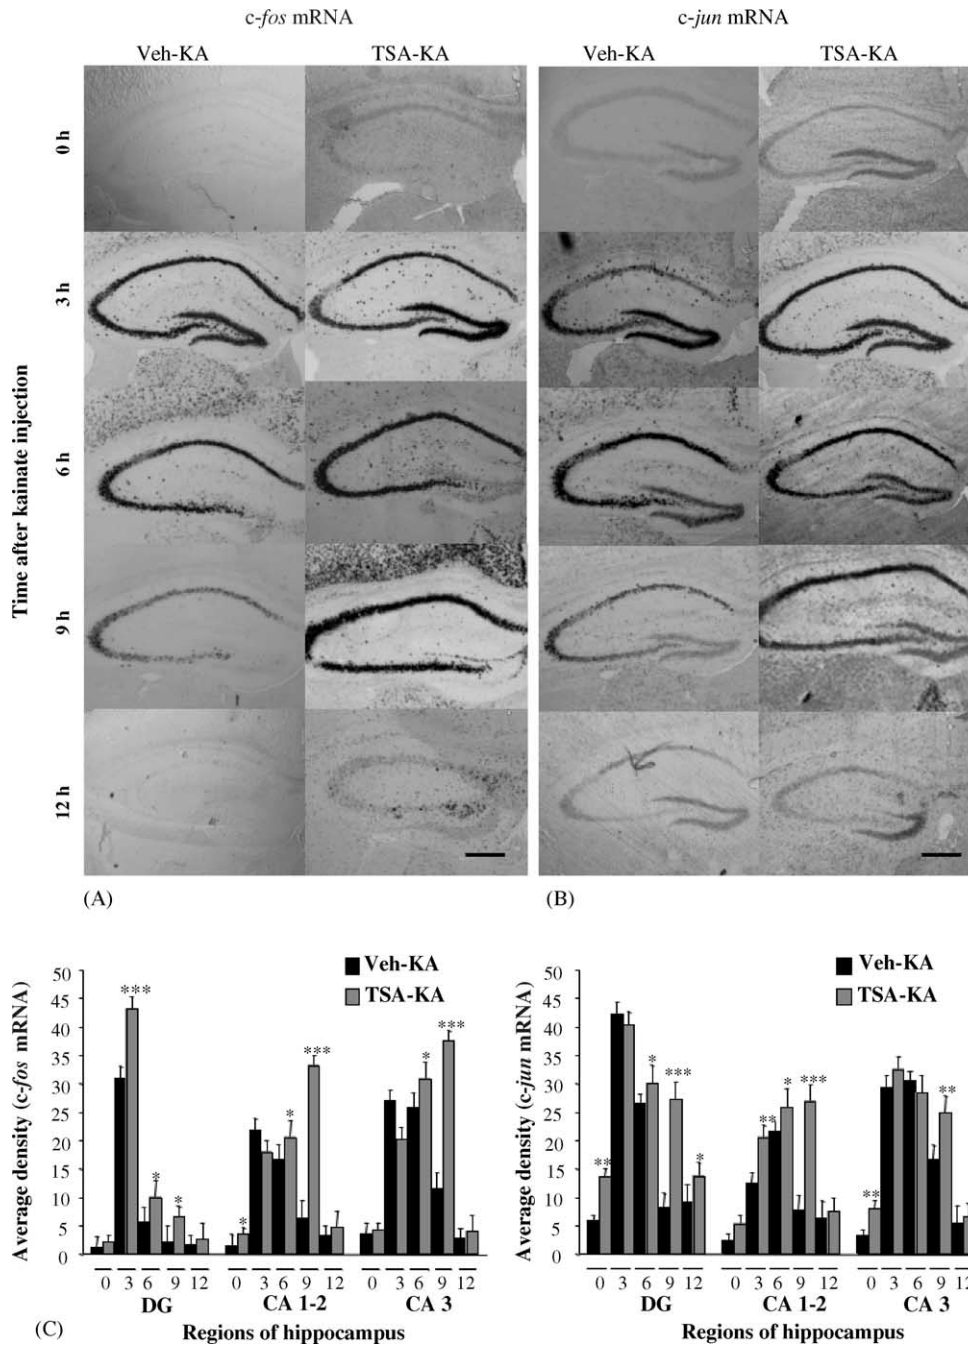 c-fos mRNA
c-jun mRNA
Veh-KA
TSA-KA
Veh-KA
TSA-KA
Time after kainate injection
0 h
3 h
6 h
9 h
12 h
(A)
(B)
Average density (c-fos mRNA)
50
45
40
35
30
25
20
15
10
5
0
Veh-KA
TSA-KA
***
*
*
*
*
***
*
***
0 3 6 9 12
0 3 6 9 12
0 3 6 9 12
DG
CA 1-2
CA 3
Regions of hippocampus
Average density (c-jun mRNA)
50
45
40
35
30
25
20
15
10
5
0
Veh-KA
TSA-KA
**
*
***
*
**
*
***
**
**
0 3 6 9 12
0 3 6 9 12
0 3 6 9 12
DG
CA 1-2
CA 3
Regions of hippocampus
(C)